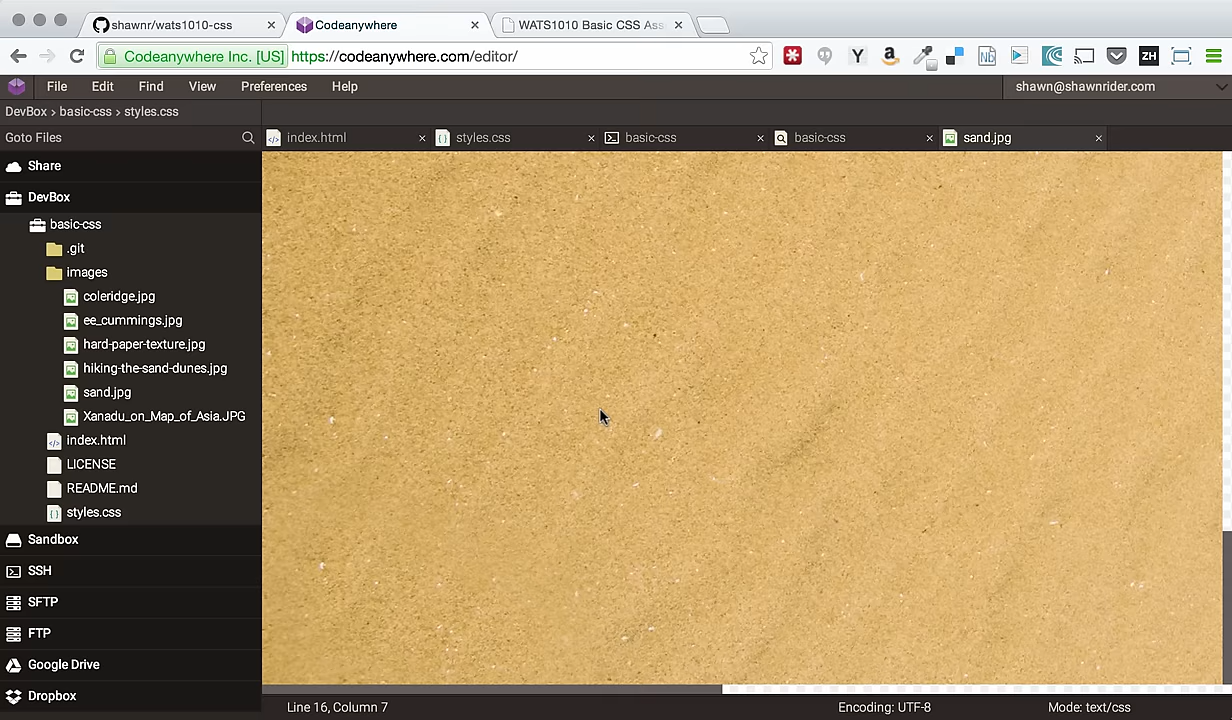 shawnr/wats1010-css
Codeanywhere
WATS1010 Basic CSS Ass
Codeanywhere Inc. [US] https://codeanywhere.com/editor/
Y
a
Nb
ZH
File Edit Find View Preferences Help
shawn@shawnrider.com
DevBox > basic-css > styles.css
Goto Files
index.html
styles.css
basic-css
basic-css
sand.jpg
Share
DevBox
basic-css
.git
images
coleridge.jpg
ee_cummings.jpg
hard-paper-texture.jpg
hiking-the-sand-dunes.jpg
sand.jpg
Xanadu_on_Map_of_Asia.JPG
index.html
LICENSE
README.md
styles.css
Sandbox
SSH
SFTP
FTP
Google Drive
Dropbox
Line 16, Column 7
Encoding: UTF-8
Mode: text/css